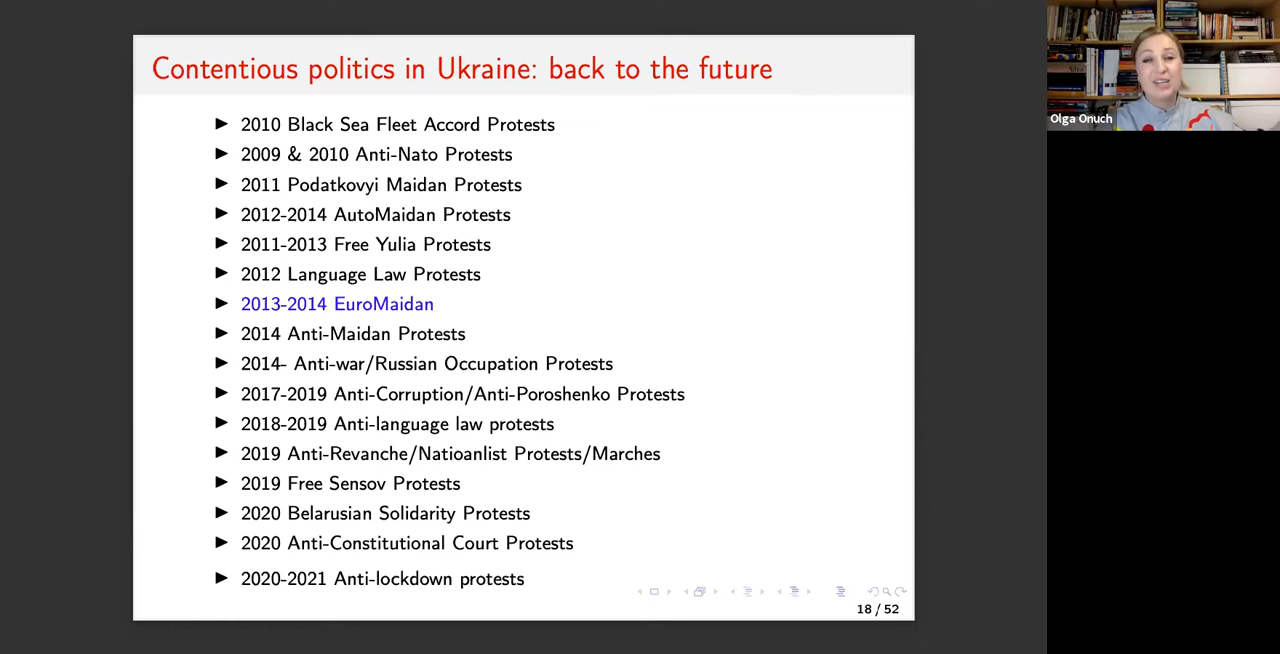 Contentious politics in Ukraine: back to the future
▶ 2010 Black Sea Fleet Accord Protests
▶ 2009 & 2010 Anti-Nato Protests
▶ 2011 Podatkovyi Maidan Protests
▶ 2012-2014 AutoMaidan Protests
▶ 2011-2013 Free Yulia Protests
▶ 2012 Language Law Protests
▶ 2013-2014 EuroMaidan
▶ 2014 Anti-Maidan Protests
▶ 2014- Anti-war/Russian Occupation Protests
▶ 2017-2019 Anti-Corruption/Anti-Poroshenko Protests
▶ 2018-2019 Anti-language law protests
▶ 2019 Anti-Revanche/Natioanlist Protests/Marches
▶ 2019 Free Sensov Protests
▶ 2020 Belarusian Solidarity Protests
▶ 2020 Anti-Constitutional Court Protests
▶ 2020-2021 Anti-lockdown protests
18 / 52
Olga Onuch